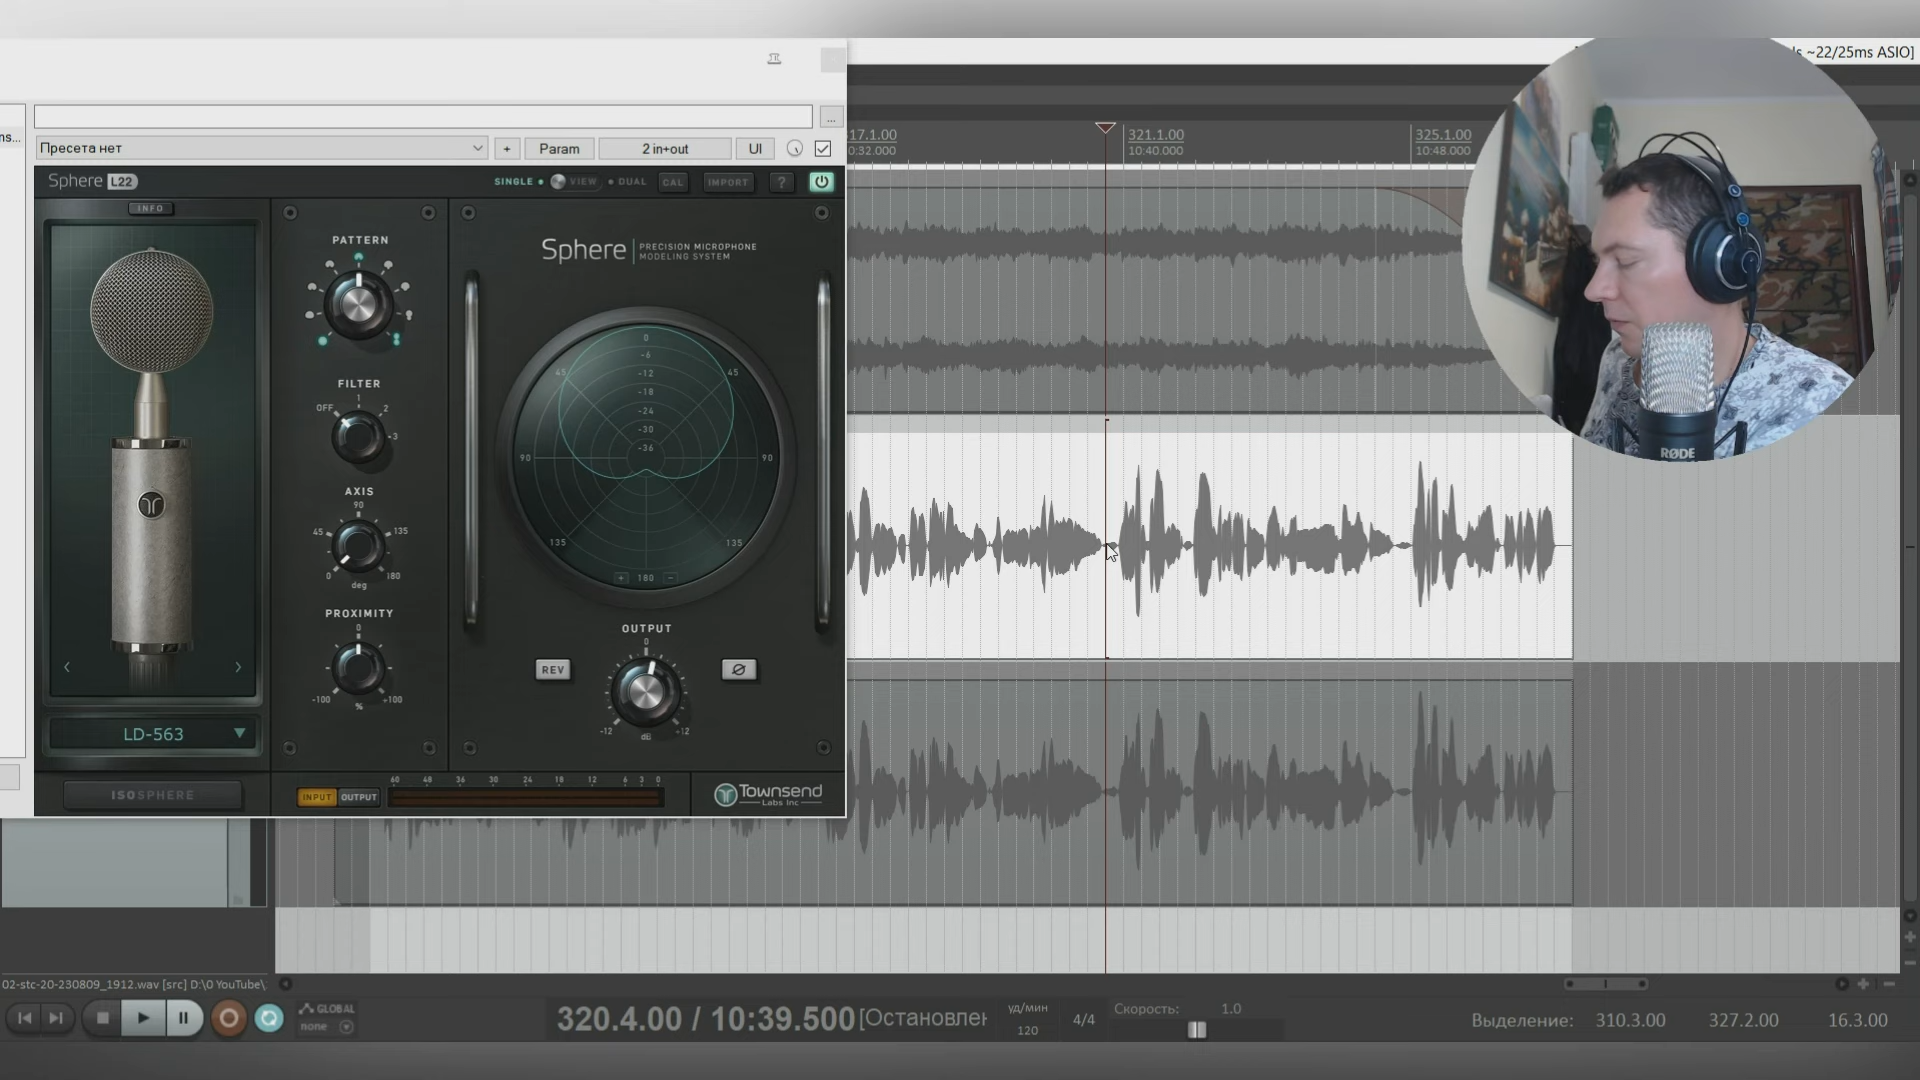 ~22/25ms ASIO]
ns...
...
Пресета нет
+
Param
2 in+out
UI
17.1.00
0:32.000
321.1.00
10:40.000
325.1.00
10:48.000
Sphere L22
SINGLE
VIEW
DUAL
CAL
IMPORT
?
INFO
PATTERN
Sphere
PRECISION MICROPHONE
MODELING SYSTEM
FILTER
OFF
1
2
3
AXIS
0
45
90
135
180
deg
PROXIMITY
0
-100
%
+100
0
-6
-12
-18
-24
-30
-36
45
45
90
90
135
135
+ 180 -
OUTPUT
0
REV
Ø
-12
dB
+12
LD-563
ISOSPHERE
INPUT
OUTPUT
60 48 36 30 24 18 12 6 3 0
Townsend
Labs Inc
RØDE
02-stc-20-230809_1912.wav [src] D:\0 YouTube\
GLOBAL
none
320.4.00 / 10:39.500
[Остановлен
уд/мин
120
4/4
Скорость:
1.0
Выделение:
310.3.00
327.2.00
16.3.00